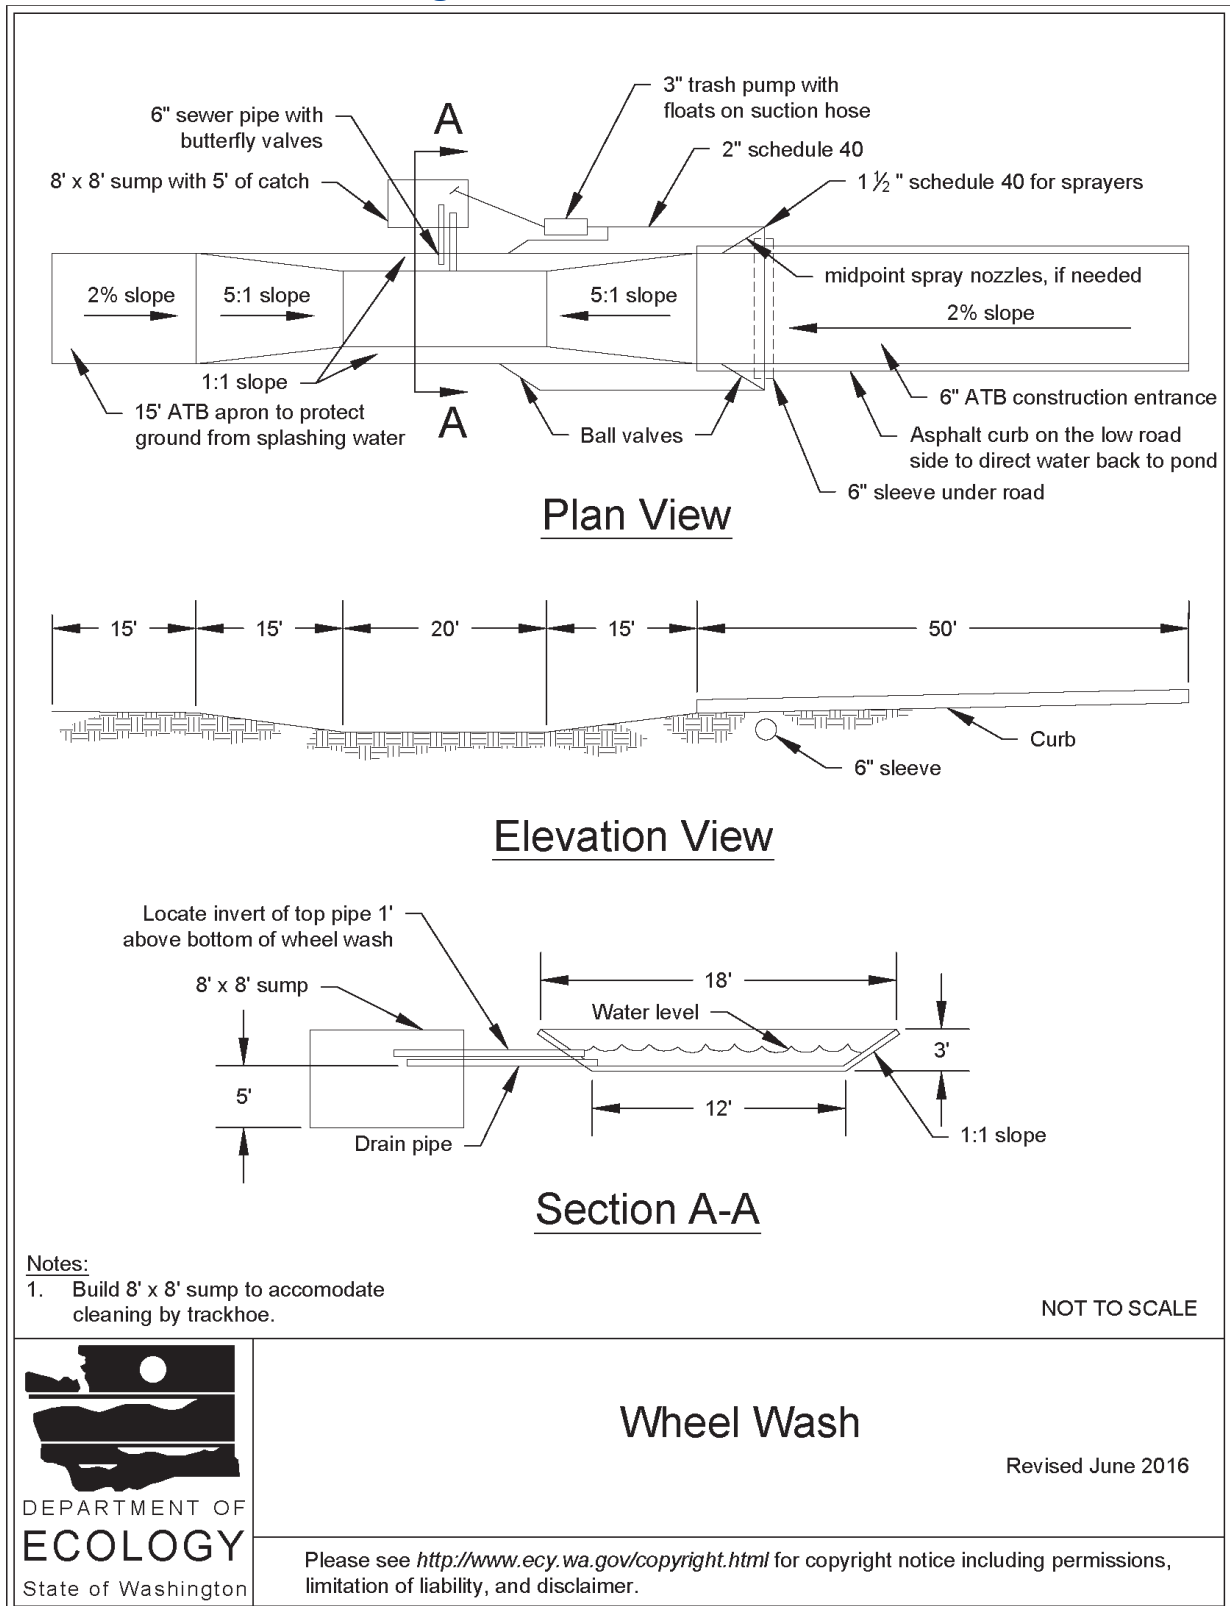 3" trash pump with
floats on suction hose
6" sewer pipe with
butterfly valves
A
2" schedule 40
8' x 8' sump with 5' of catch
1 ½ " schedule 40 for sprayers
midpoint spray nozzles, if needed
2% slope
5:1 slope
5:1 slope
2% slope
1:1 slope
6" ATB construction entrance
15' ATB apron to protect
ground from splashing water
A
Ball valves
Asphalt curb on the low road
side to direct water back to pond
6" sleeve under road
Plan View
15'
15'
20'
15'
50'
Curb
6" sleeve
Elevation View
Locate invert of top pipe 1'
above bottom of wheel wash
8' x 8' sump
18'
Water level
3'
5'
12'
1:1 slope
Drain pipe
Section A-A
Notes:
1. Build 8' x 8' sump to accomodate
cleaning by trackhoe.
NOT TO SCALE
Wheel Wash
Revised June 2016
DEPARTMENT OF
ECOLOGY
State of Washington
Please see http://www.ecy.wa.gov/copyright.html for copyright notice including permissions,
limitation of liability, and disclaimer.